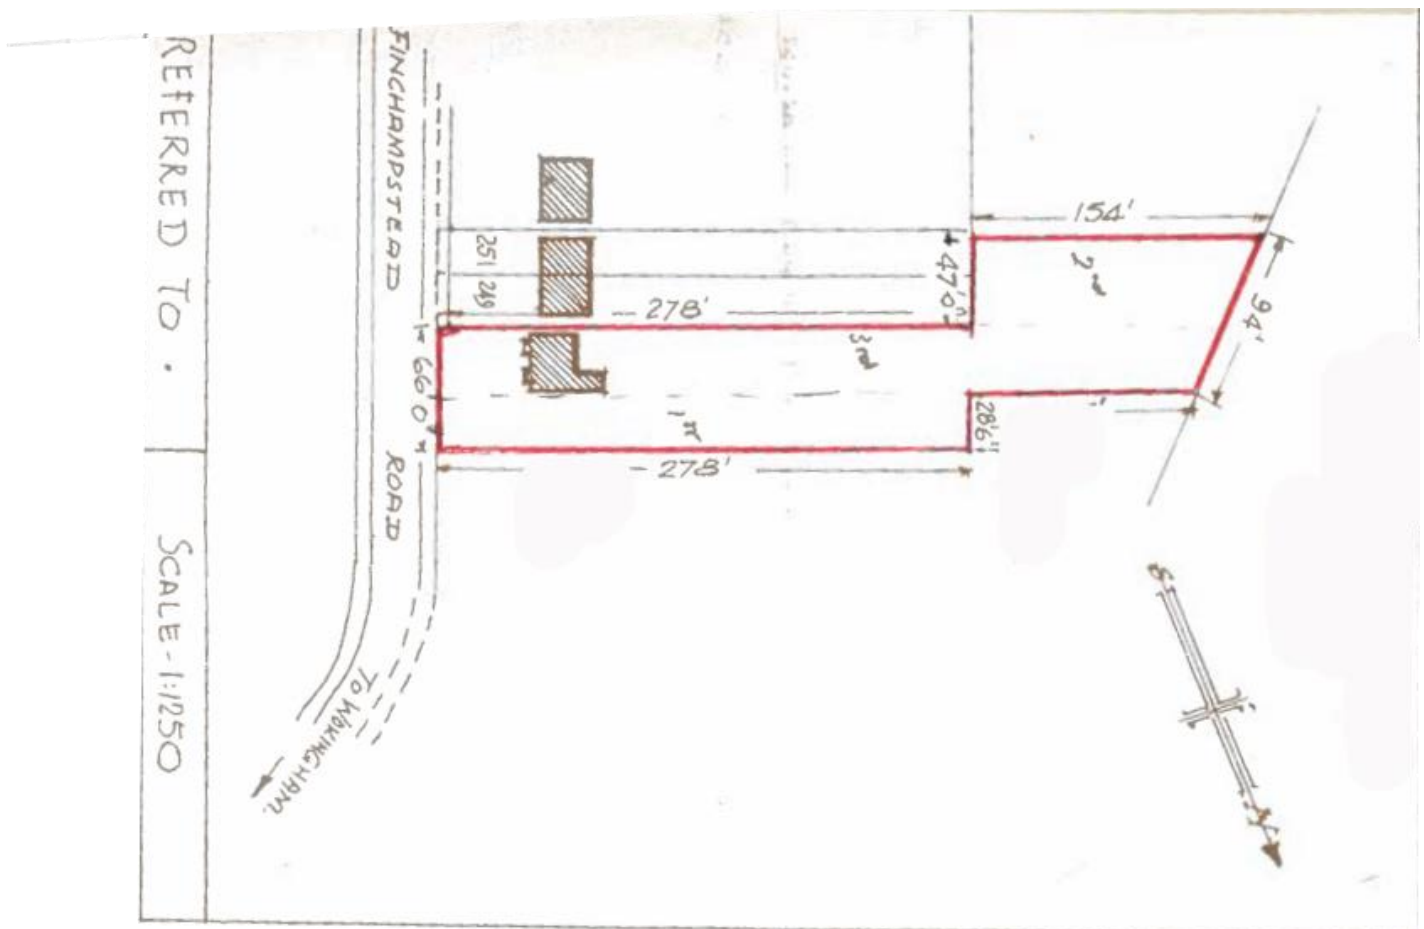 REFERRED TO.
SCALE - 1:1250
FINCHAMPSTEAD
ROAD
TO WOKINGHAM.
251
249
66'0"
278'
278'
47'0"
28'6"
154'
94'
1st
2nd
3rd
S
N